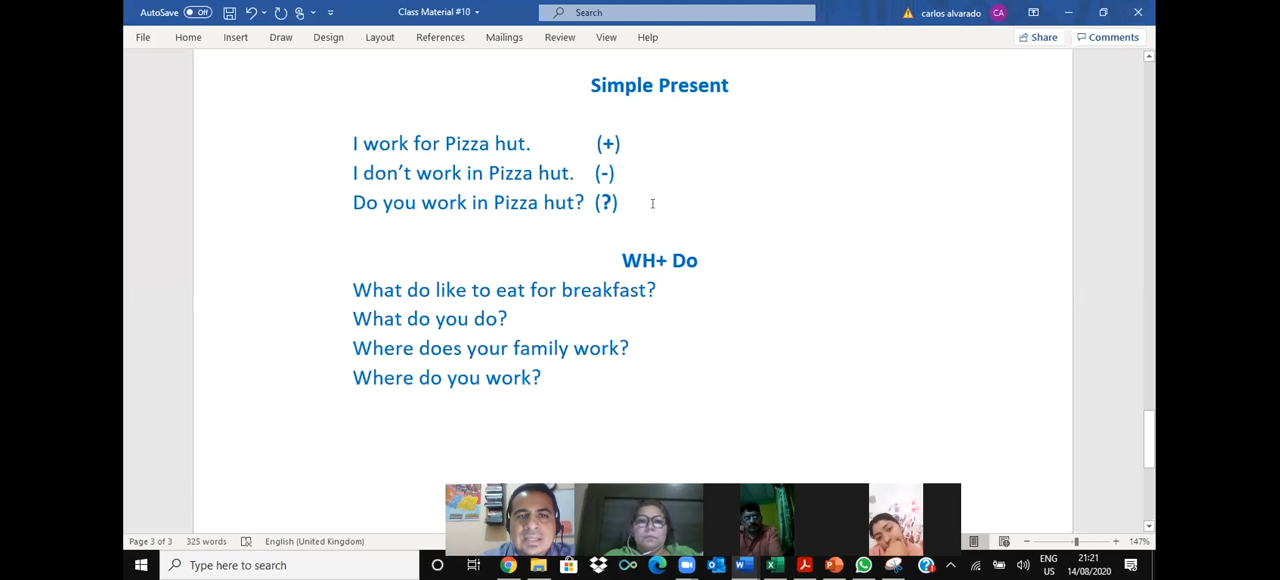 AutoSave Off Class Material #10 Search carlos alvarado CA
File Home Insert Draw Design Layout References Mailings Review View Help Share Comments
Simple Present
I work for Pizza hut. (+)
I don’t work in Pizza hut. (-)
Do you work in Pizza hut? (?)
WH+ Do
What do like to eat for breakfast?
What do you do?
Where does your family work?
Where do you work?
Page 3 of 3 325 words English (United Kingdom) 147%
Type here to search ENG 21:21
US 14/08/2020